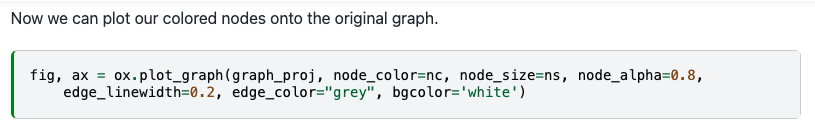 Now we can plot our colored nodes onto the original graph.
fig, ax = ox.plot_graph(graph_proj, node_color=nc, node_size=ns, node_alpha=0.8,
edge_linewidth=0.2, edge_color="grey", bgcolor='white')